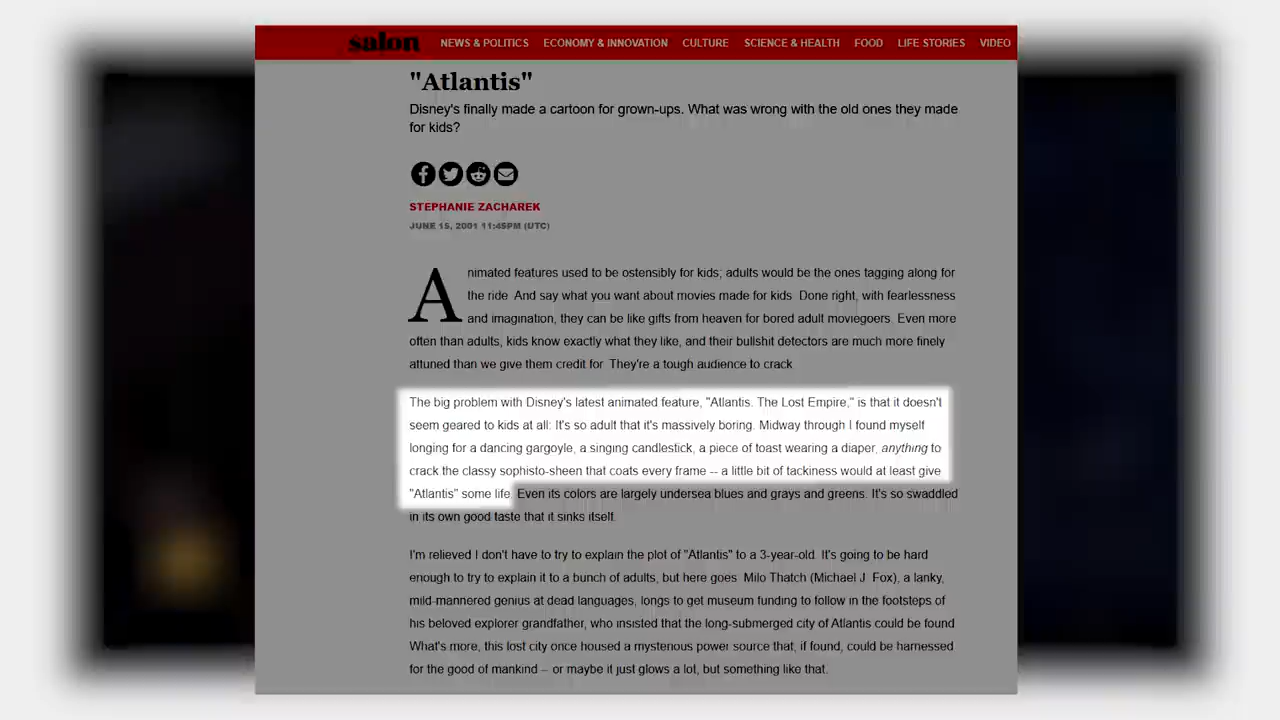 salon NEWS & POLITICS ECONOMY & INNOVATION CULTURE SCIENCE & HEALTH FOOD LIFE STORIES VIDEO
"Atlantis"
Disney's finally made a cartoon for grown-ups. What was wrong with the old ones they made
for kids?
STEPHANIE ZACHAREK
JUNE 15, 2001 11:45PM (UTC)
Animated features used to be ostensibly for kids; adults would be the ones tagging along for
the ride. And say what you want about movies made for kids. Done right, with fearlessness
and imagination, they can be like gifts from heaven for bored adult moviegoers. Even more
often than adults, kids know exactly what they like, and their bullshit detectors are much more finely
attuned than we give them credit for. They're a tough audience to crack.
The big problem with Disney's latest animated feature, "Atlantis. The Lost Empire," is that it doesn't
seem geared to kids at all: It's so adult that it's massively boring. Midway through I found myself
longing for a dancing gargoyle, a singing candlestick, a piece of toast wearing a diaper, anything to
crack the classy sophisto-sheen that coats every frame -- a little bit of tackiness would at least give
"Atlantis" some life. Even its colors are largely undersea blues and grays and greens. It's so swaddled
in its own good taste that it sinks itself.
I'm relieved I don't have to try to explain the plot of "Atlantis" to a 3-year-old. It's going to be hard
enough to try to explain it to a bunch of adults, but here goes. Milo Thatch (Michael J. Fox), a lanky,
mild-mannered genius at dead languages, longs to get museum funding to follow in the footsteps of
his beloved explorer grandfather, who insisted that the long-submerged city of Atlantis could be found.
What's more, this lost city once housed a mysterious power source that, if found, could be harnessed
for the good of mankind -- or maybe it just glows a lot, but something like that.